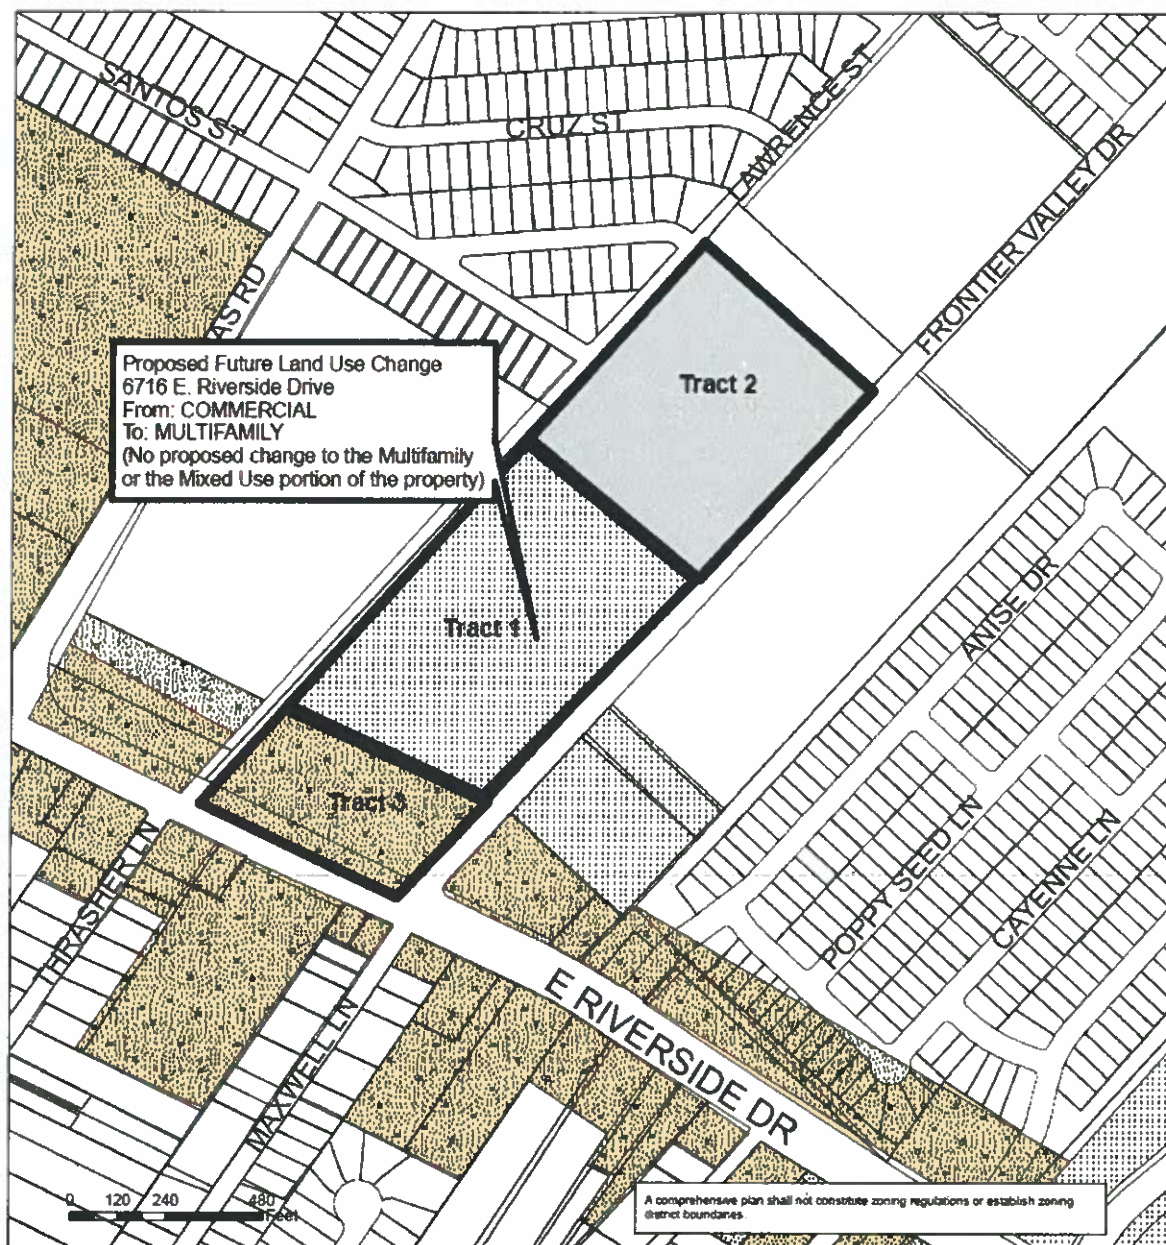 SANTOS ST
CRUZ ST
LAWRENCE ST
FRONTIER VALLEY DR
AS RD
Proposed Future Land Use Change
6716 E. Riverside Drive
From: COMMERCIAL
To: MULTIFAMILY
(No proposed change to the Multifamily
or the Mixed Use portion of the property)
Tract 2
Tract 1
Tract 3
ANISE DR
POPPY SEED LN
CAYENNE LN
THRASHER LN
MAXWELL LN
E RIVERSIDE DR
0 120 240 480
Feet
A comprehensive plan shall not constitute zoning regulations or establish zoning
district boundaries.